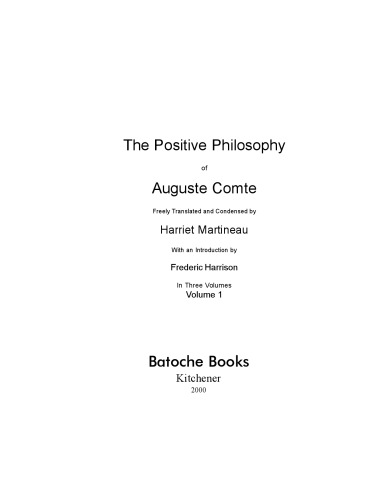 The Positive Philosophy
of
Auguste Comte
Freely Translated and Condensed by
Harriet Martineau
With an Introduction by
Frederic Harrison
In Three Volumes
Volume 1
Batoche Books
Kitchener
2000